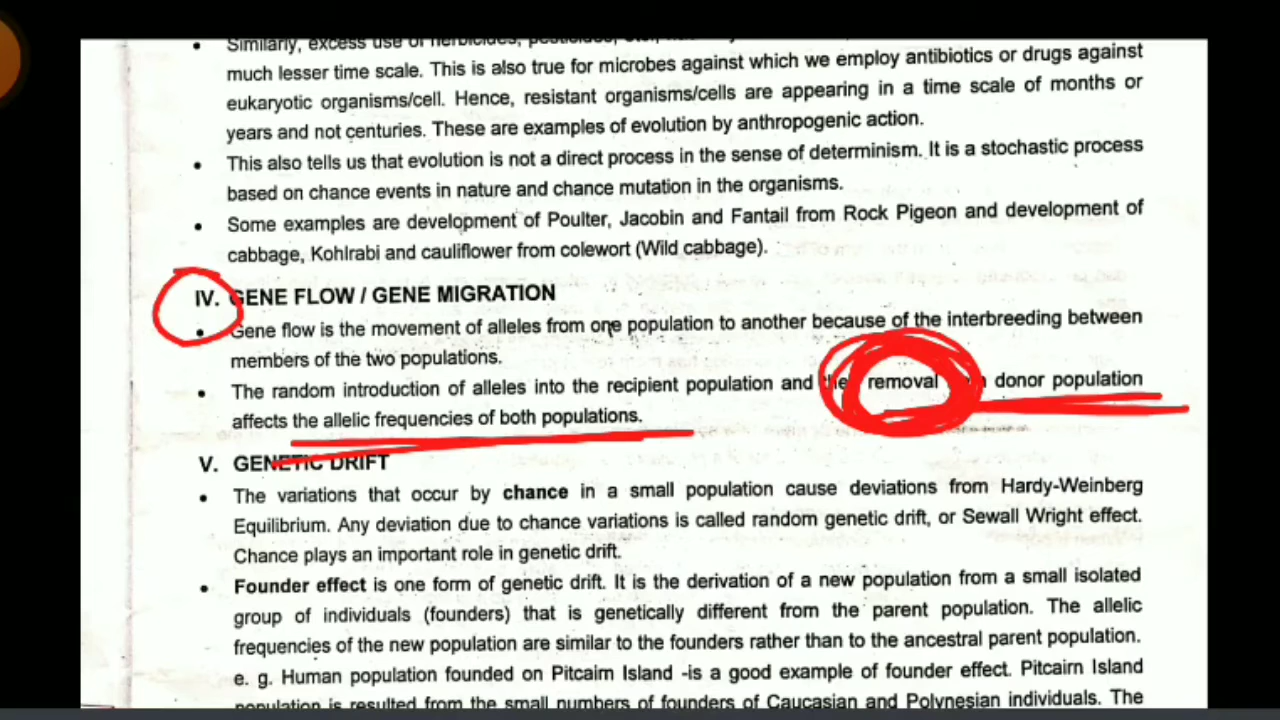 Similarly, excess use of herbicides, pesticides, etc.,
much lesser time scale. This is also true for microbes against which we employ antibiotics or drugs against
eukaryotic organisms/cell. Hence, resistant organisms/cells are appearing in a time scale of months or
years and not centuries. These are examples of evolution by anthropogenic action.
• This also tells us that evolution is not a direct process in the sense of determinism. It is a stochastic process
based on chance events in nature and chance mutation in the organisms.
• Some examples are development of Poulter, Jacobin and Fantail from Rock Pigeon and development of
cabbage, Kohlrabi and cauliflower from colewort (Wild cabbage).
IV. GENE FLOW / GENE MIGRATION
• Gene flow is the movement of alleles from one population to another because of the interbreeding between
members of the two populations.
• The random introduction of alleles into the recipient population and the removal donor population
affects the allelic frequencies of both populations.
V. GENETIC DRIFT
• The variations that occur by chance in a small population cause deviations from Hardy-Weinberg
Equilibrium. Any deviation due to chance variations is called random genetic drift, or Sewall Wright effect.
Chance plays an important role in genetic drift.
• Founder effect is one form of genetic drift. It is the derivation of a new population from a small isolated
group of individuals (founders) that is genetically different from the parent population. The allelic
frequencies of the new population are similar to the founders rather than to the ancestral parent population.
e. g. Human population founded on Pitcairn Island -is a good example of founder effect. Pitcairn Island
population is resulted from the small numbers of founders of Caucasian and Polynesian individuals. The